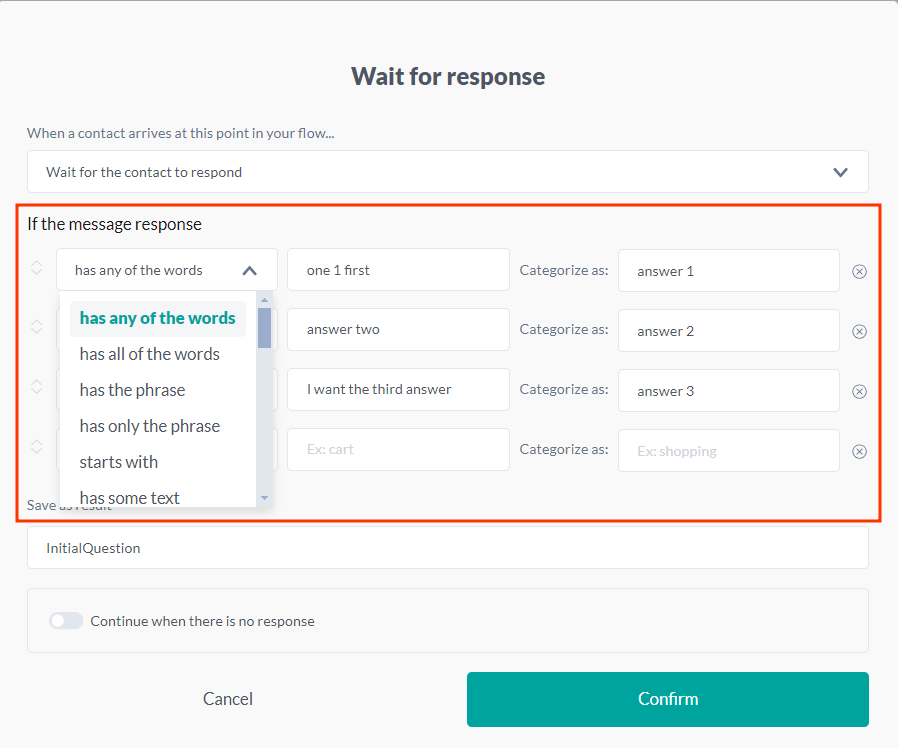 Wait for response
When a contact arrives at this point in your flow...
Wait for the contact to respond
If the message response
has any of the words one 1 first Categorize as: answer 1
has any of the words
answer two Categorize as: answer 2
has all of the words
has the phrase
I want the third answer Categorize as: answer 3
has only the phrase
Ex: cart Categorize as: Ex: shopping
starts with
has some text
Save as result
InitialQuestion
Continue when there is no response
Cancel Confirm